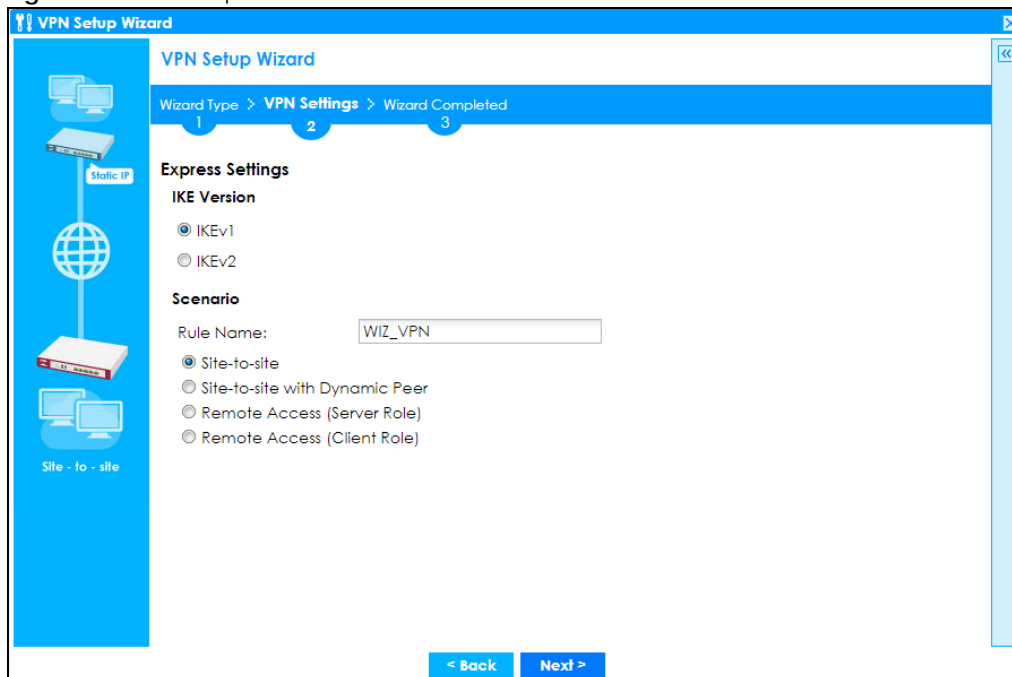 VPN Setup Wizard
VPN Setup Wizard
Wizard Type > VPN Settings > Wizard Completed
1 2 3
Static IP
Express Settings
IKE Version
IKEv1
IKEv2
Scenario
Rule Name: WIZ_VPN
Site-to-site
Site-to-site with Dynamic Peer
Remote Access (Server Role)
Remote Access (Client Role)
Site - to - site
< Back Next >